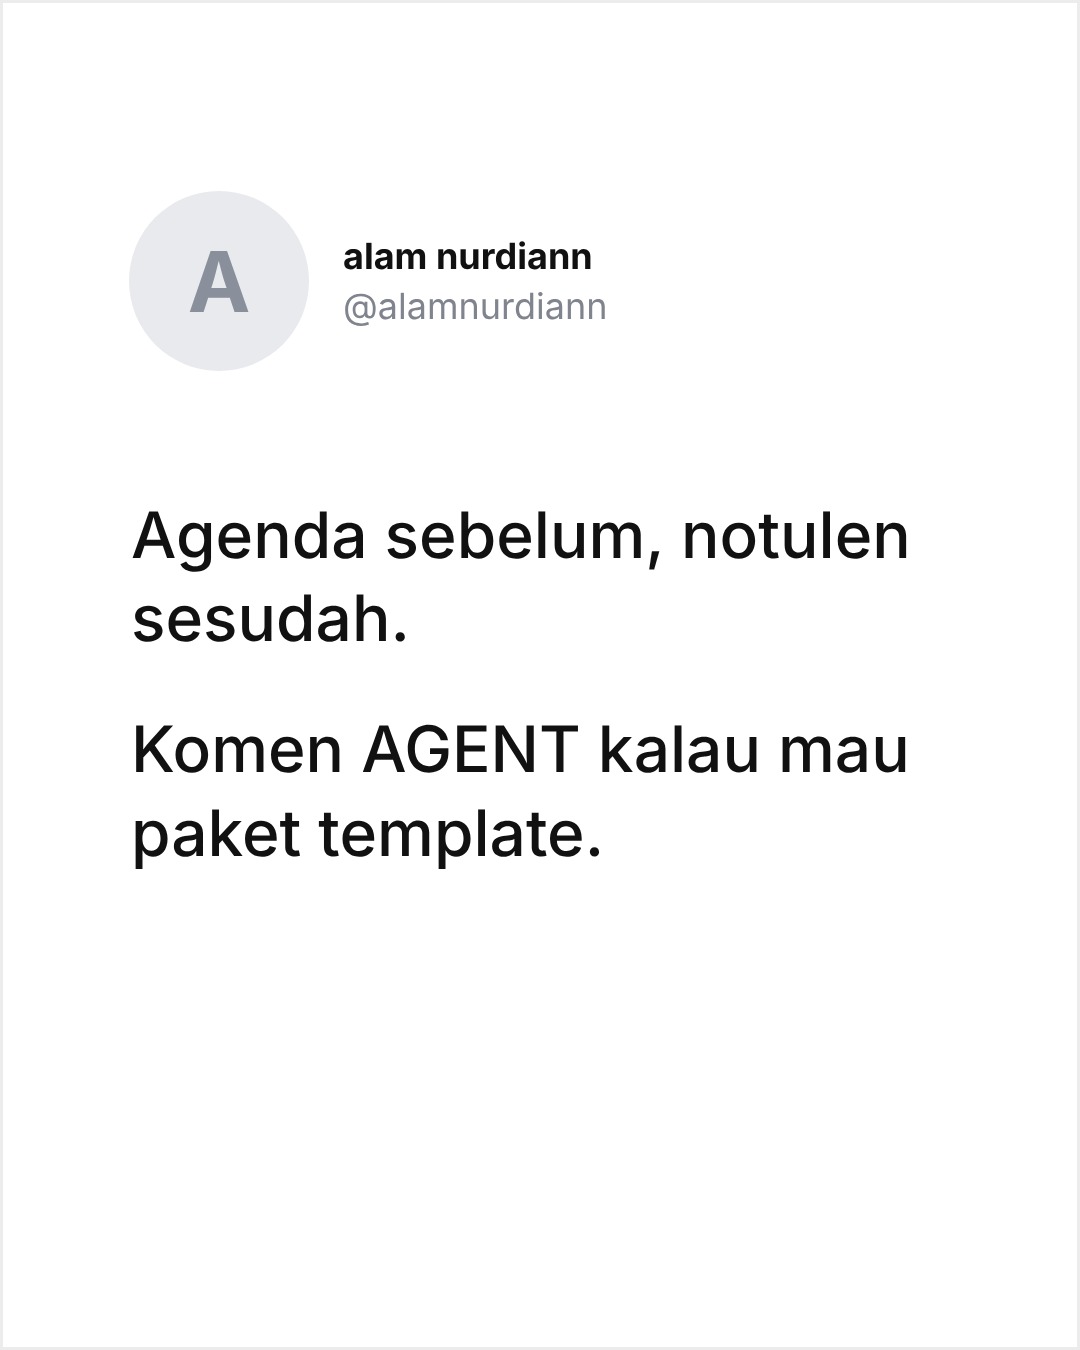 A
alam nurdiann
@alamnurdiann
Agenda sebelum, notulen
sesudah.
Komen AGENT kalau mau
paket template.